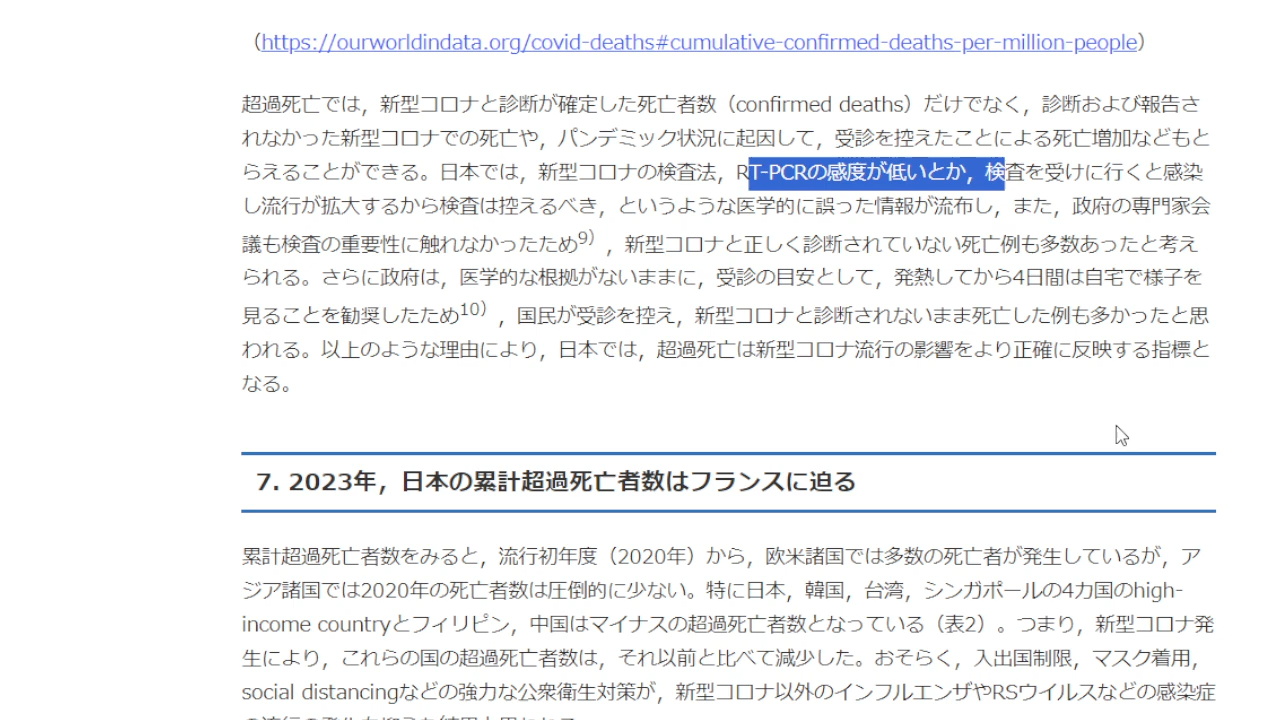 （https://ourworldindata.org/covid-deaths#cumulative-confirmed-deaths-per-million-people）
超過死亡では，新型コロナと診断が確定した死亡者数（confirmed deaths）だけでなく，診断および報告さ
れなかった新型コロナでの死亡や，パンデミック状況に起因して，受診を控えたことによる死亡増加などもと
らえることができる。日本では，新型コロナの検査法，RT-PCRの感度が低いとか，検査を受けに行くと感染
し流行が拡大するから検査は控えるべき，というような医学的に誤った情報が流布し，また，政府の専門家会
議も検査の重要性に触れなかったため9），新型コロナと正しく診断されていない死亡例も多数あったと考え
られる。さらに政府は，医学的な根拠がないままに，受診の目安として，発熱してから4日間は自宅で様子を
見ることを勧奨したため10），国民が受診を控え，新型コロナと診断されないまま死亡した例も多かったと思
われる。以上のような理由により，日本では，超過死亡は新型コロナ流行の影響をより正確に反映する指標と
なる。
7. 2023年，日本の累計超過死亡者数はフランスに迫る
累計超過死亡者数をみると，流行初年度（2020年）から，欧米諸国では多数の死亡者が発生しているが，ア
ジア諸国では2020年の死亡者数は圧倒的に少ない。特に日本，韓国，台湾，シンガポールの4カ国のhigh-
income countryとフィリピン，中国はマイナスの超過死亡者数となっている（表2）。つまり，新型コロナ発
生により，これらの国の超過死亡者数は，それ以前と比べて減少した。おそらく，入出国制限，マスク着用，
social distancingなどの強力な公衆衛生対策が，新型コロナ以外のインフルエンザやRSウイルスなどの感染症